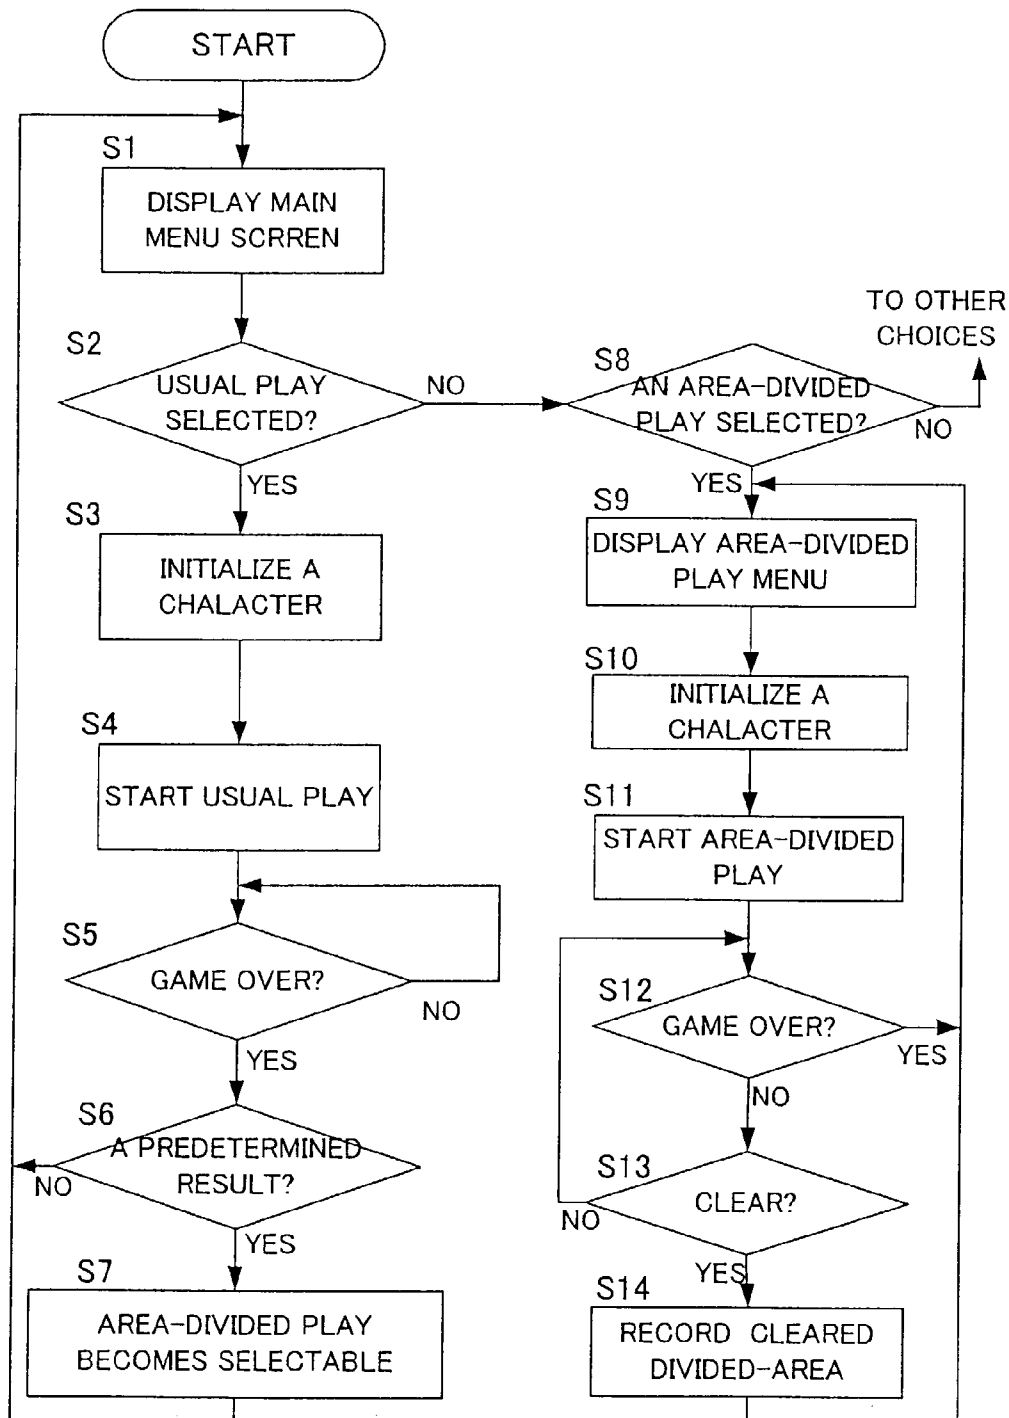 START
S1
DISPLAY MAIN
MENU SCRREN
S2
USUAL PLAY
SELECTED?
NO
YES
S3
INITIALIZE A
CHALACTER
S4
START USUAL PLAY
S5
GAME OVER?
NO
YES
S6
A PREDETERMINED
RESULT?
NO
YES
S7
AREA-DIVIDED PLAY
BECOMES SELECTABLE
TO OTHER
CHOICES
S8
AN AREA-DIVIDED
PLAY SELECTED?
NO
YES
S9
DISPLAY AREA-DIVIDED
PLAY MENU
S10
INITIALIZE A
CHALACTER
S11
START AREA-DIVIDED
PLAY
S12
GAME OVER?
YES
NO
S13
CLEAR?
NO
YES
S14
RECORD CLEARED
DIVIDED-AREA